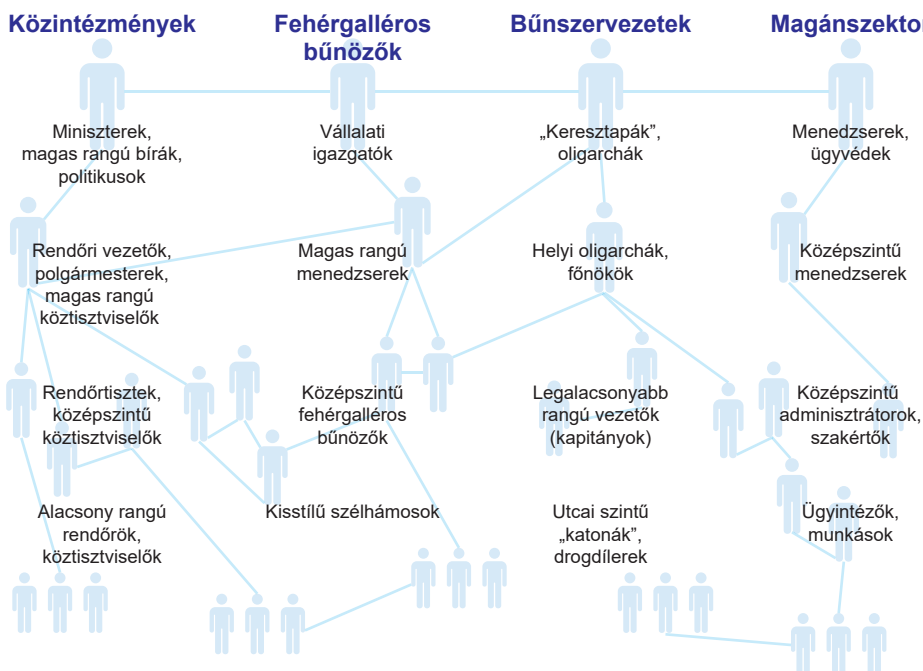 Közintézmények
Fehérgalléros
bűnözők
Bűnszervezetek
Magánszektor
Miniszterek,
magas rangú bírák,
politikusok
Vállalati
igazgatók
„Keresztapák”,
oligarchák
Menedzserek,
ügyvédek
Rendőri vezetők,
polgármesterek,
magas rangú
köztisztviselők
Magas rangú
menedzserek
Helyi oligarchák,
főnökök
Középszintű
menedzserek
Rendőrtisztek,
középszintű
köztisztviselők
Középszintű
fehérgalléros
bűnözők
Legalacsonyabb
rangú vezetők
(kapitányok)
Középszintű
adminisztrátorok,
szakértők
Alacsony rangú
rendőrök,
köztisztviselők
Kisstílű szélhámosok
Utcai szintű
„katonák”,
drogdílerek
Ügyintézők,
munkások